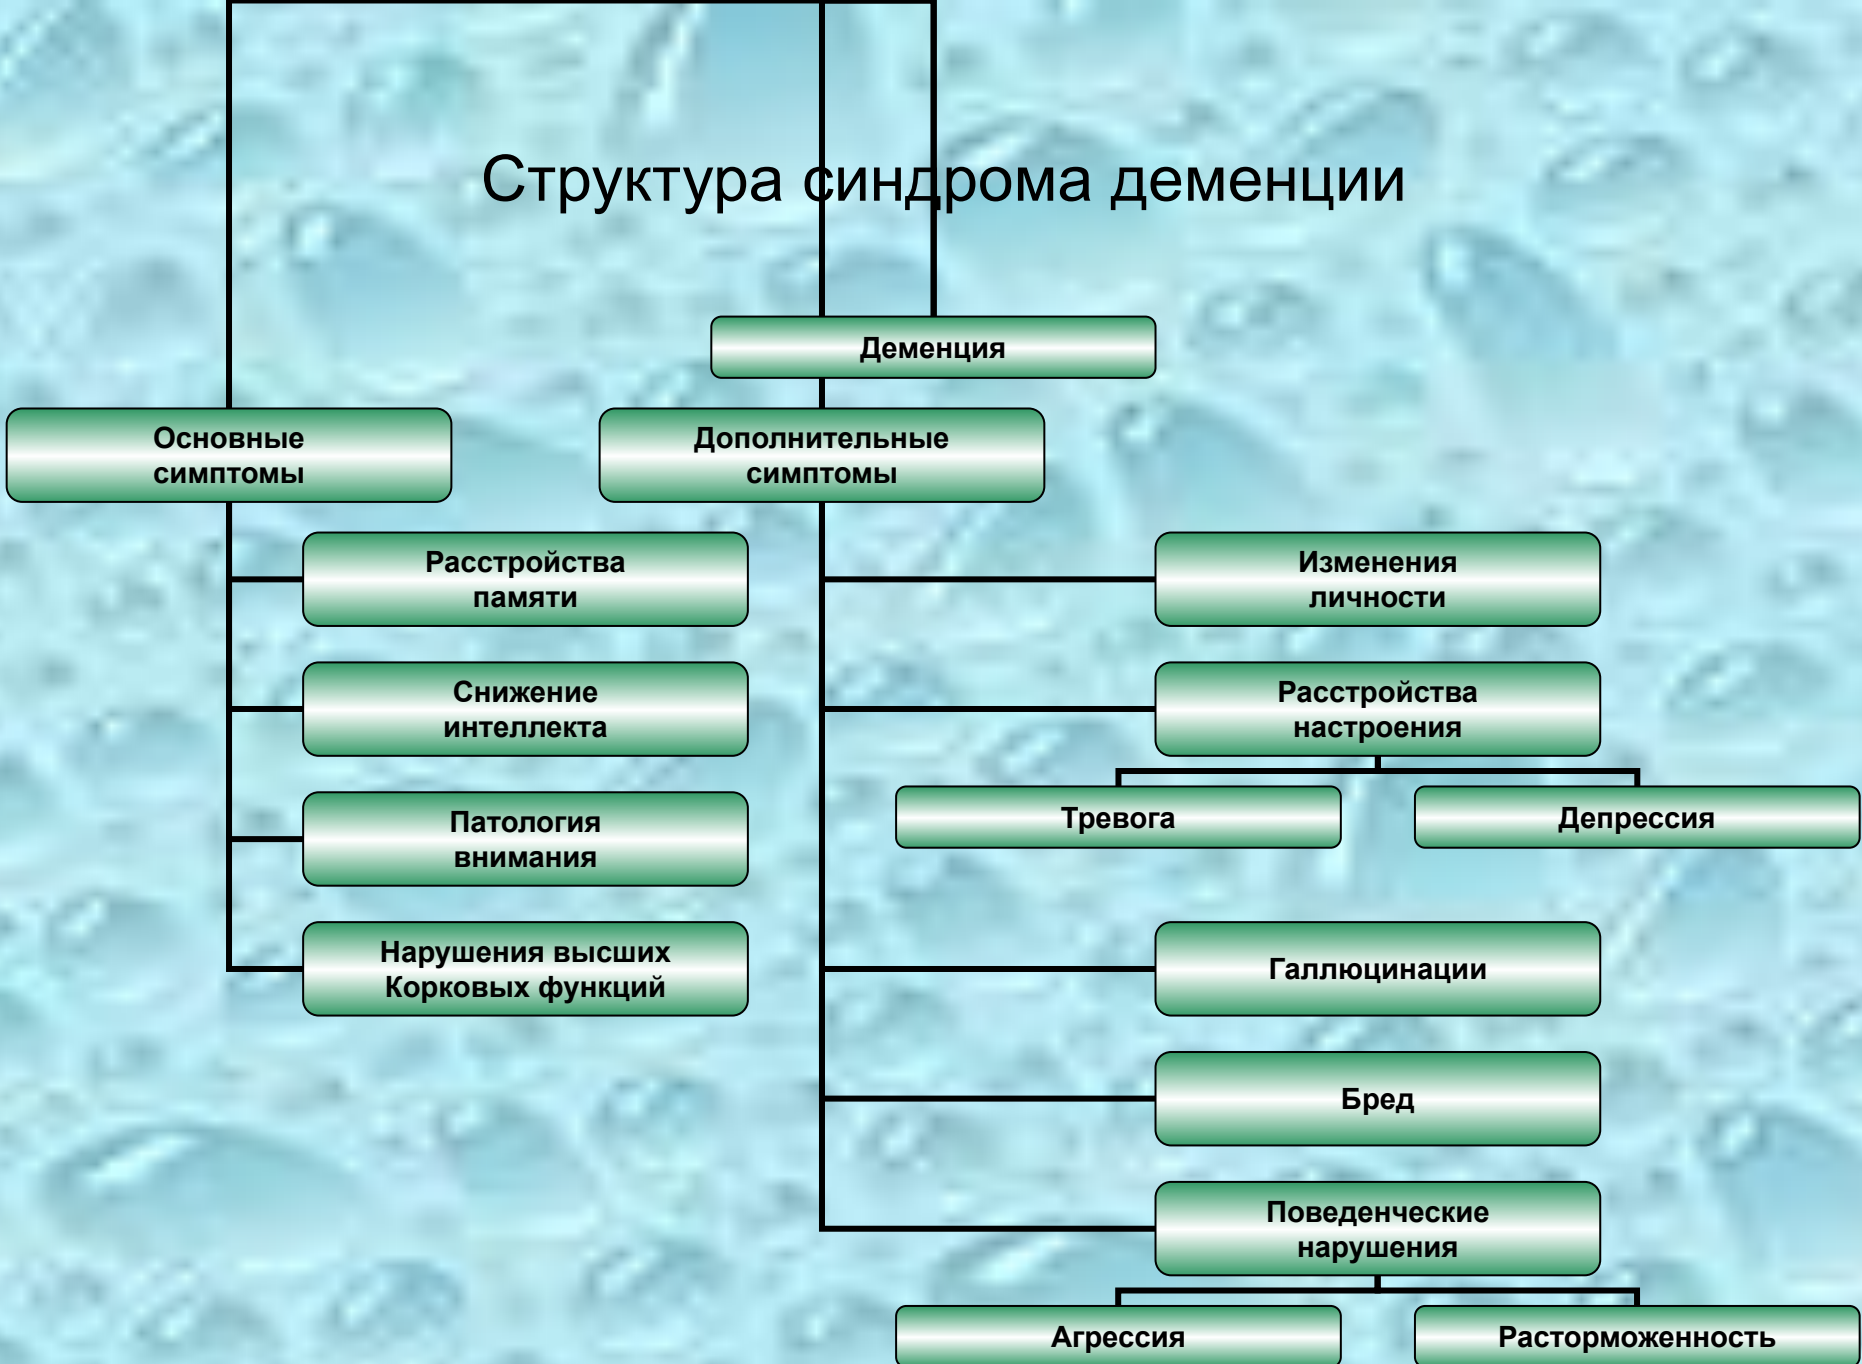 Структура синдрома деменции
Деменция
Основные
симптомы
Расстройства
памяти
Снижение
интеллекта
Патология
внимания
Нарушения высших
Корковых функций
Дополнительные
симптомы
Изменения
личности
Расстройства
настроения
Тревога
Депрессия
Галлюцинации
Бред
Поведенческие
нарушения
Агрессия
Расторможенность